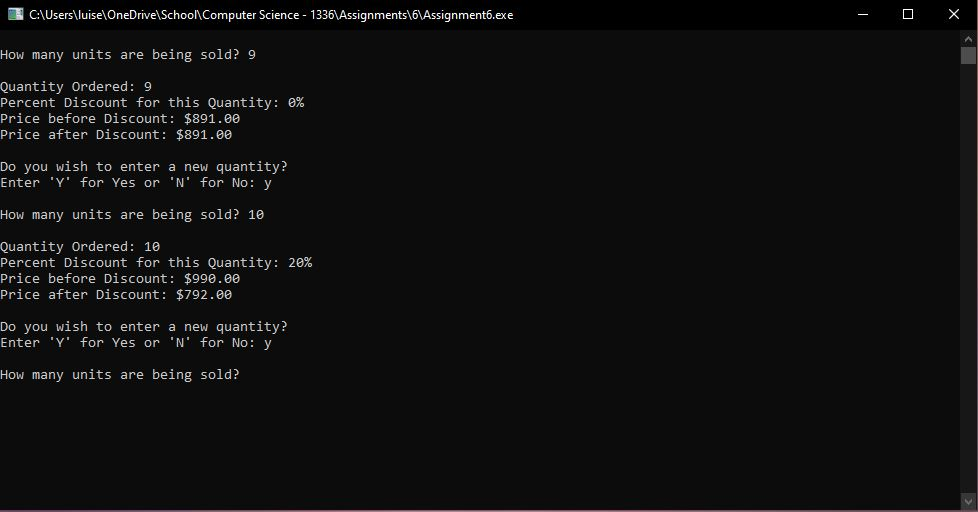 C:\Users\luise\OneDrive\School\Computer Science - 1336\Assignments\6\Assignment6.exe
How many units are being sold? 9
Quantity Ordered: 9
Percent Discount for this Quantity: 0%
Price before Discount: $891.00
Price after Discount: $891.00
Do you wish to enter a new quantity?
Enter 'Y' for Yes or 'N' for No: y
How many units are being sold? 10
Quantity Ordered: 10
Percent Discount for this Quantity: 20%
Price before Discount: $990.00
Price after Discount: $792.00
Do you wish to enter a new quantity?
Enter 'Y' for Yes or 'N' for No: y
How many units are being sold?